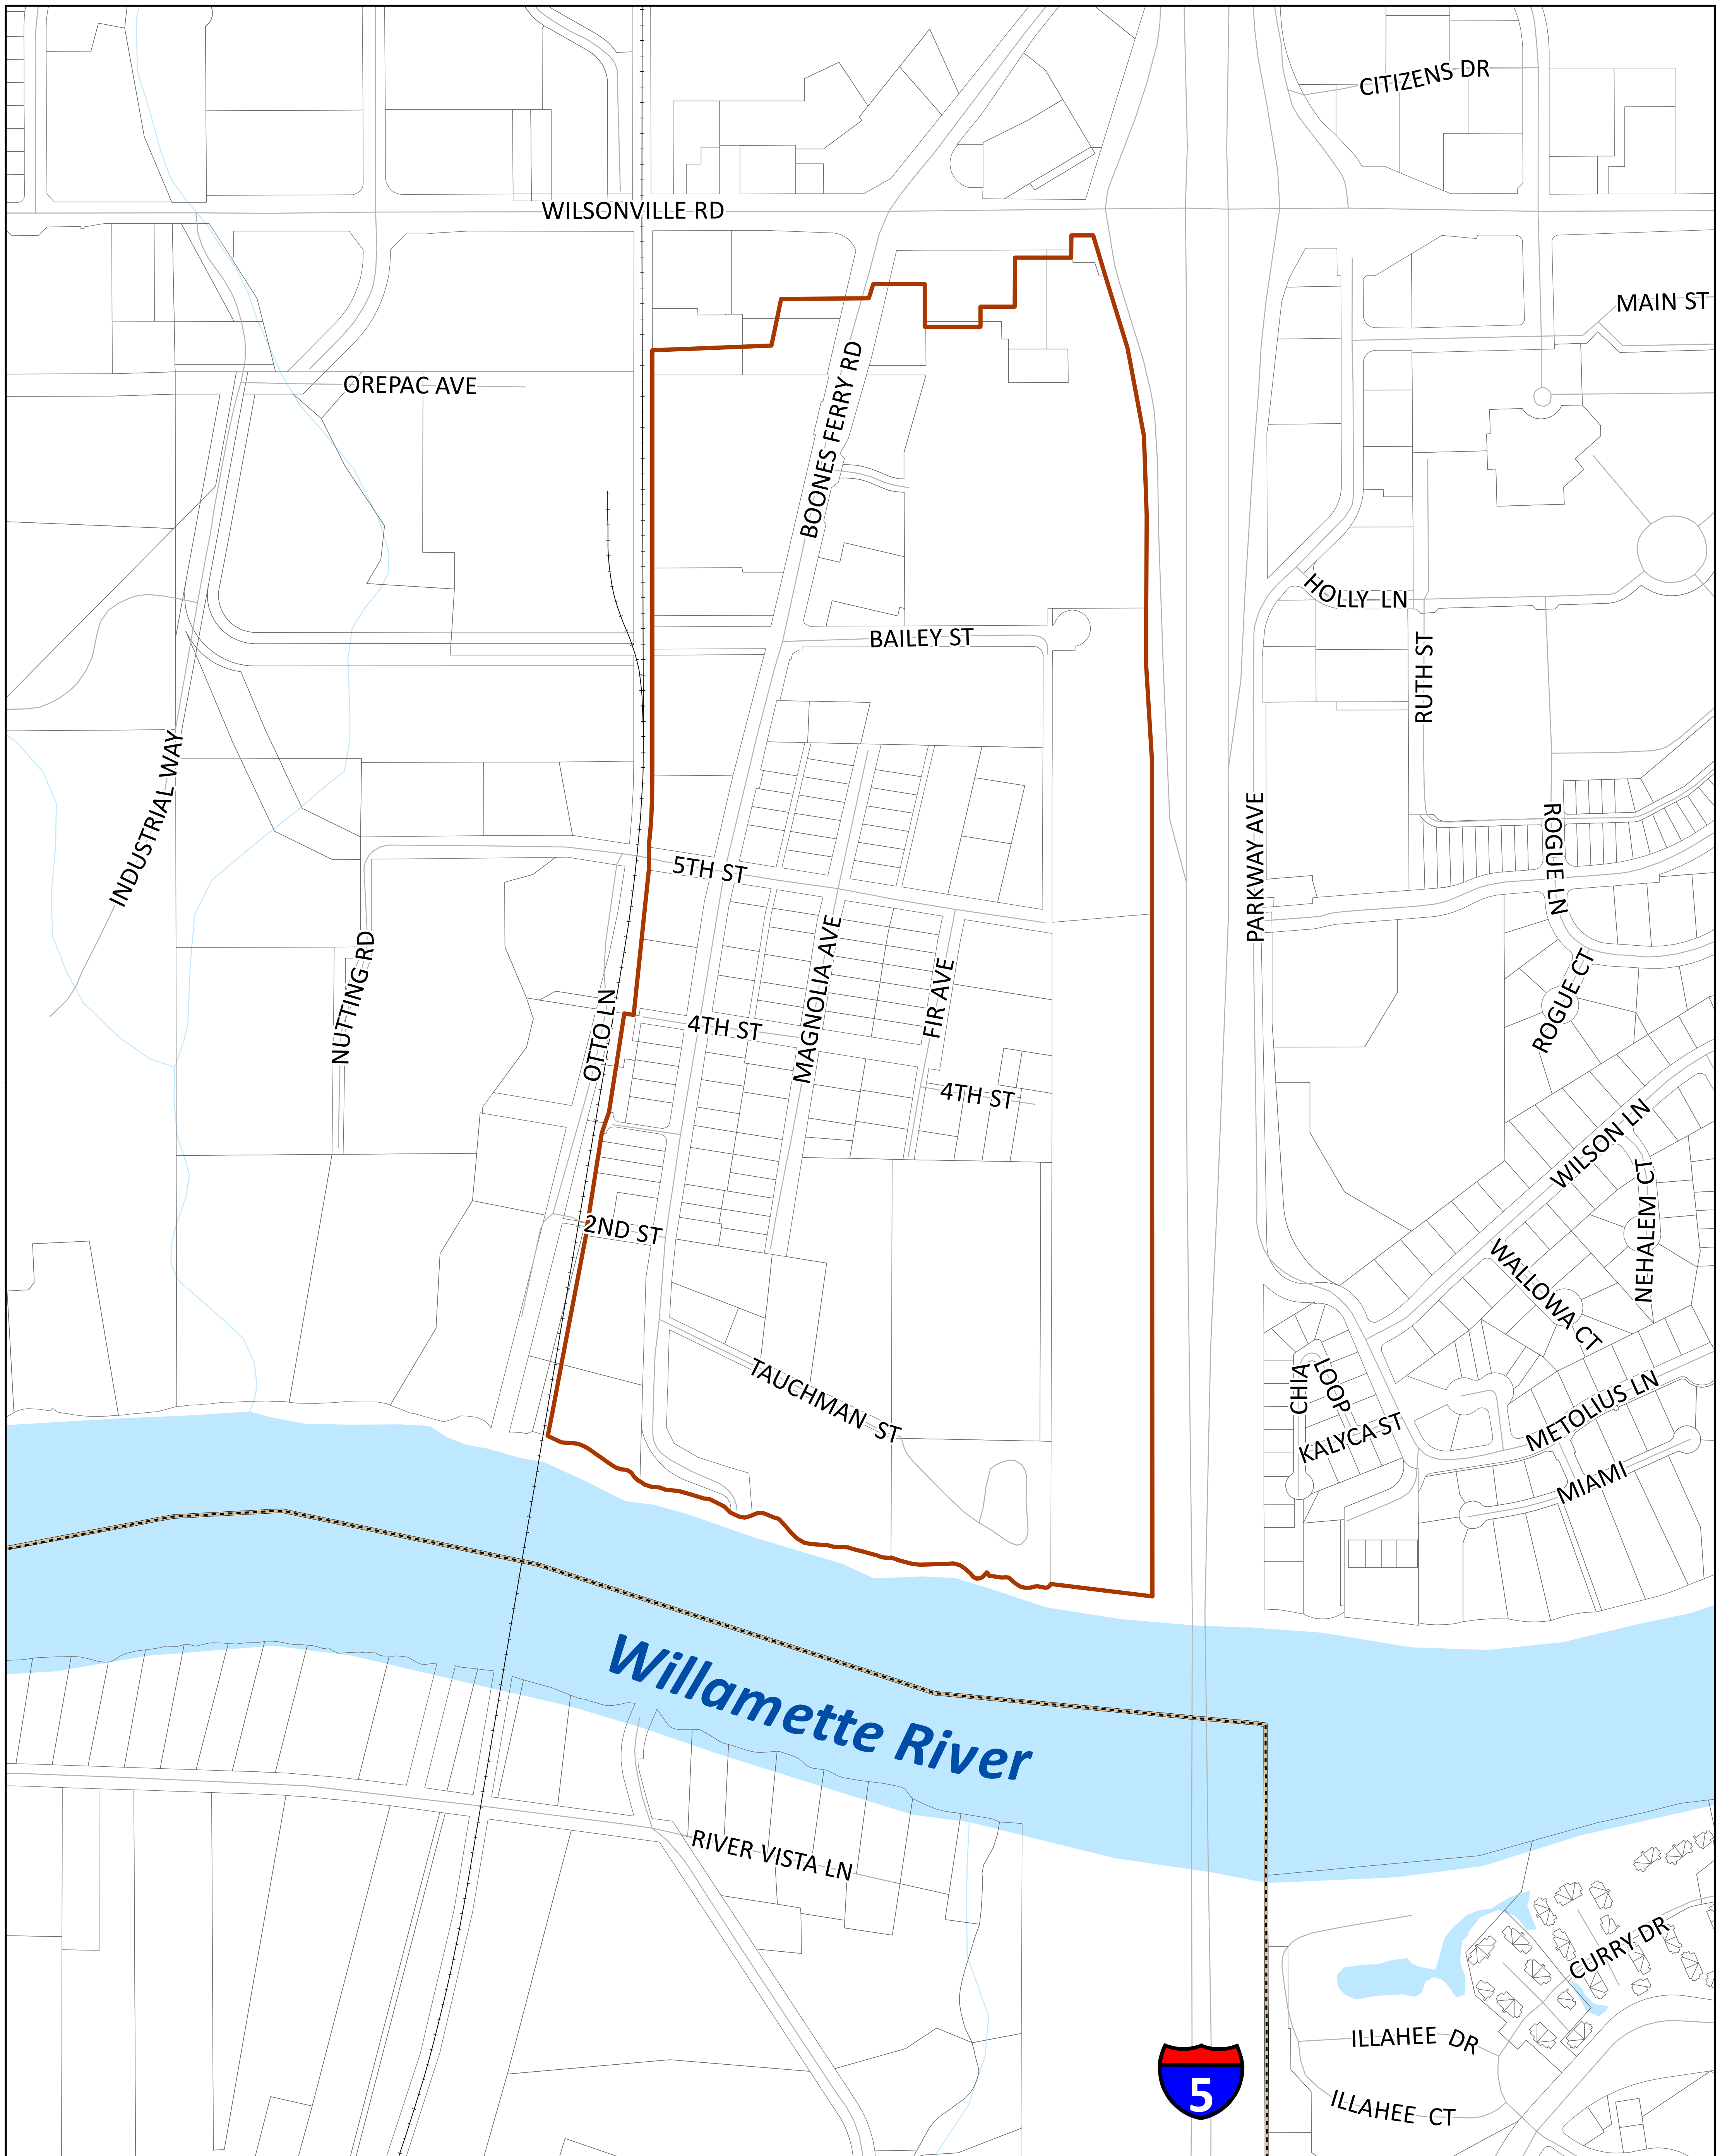 CITIZENS DR
WILSONVILLE RD
MAIN ST
OREPAC AVE
BOONES FERRY RD
HOLLY LN
BAILEY ST
RUTH ST
INDUSTRIAL WAY
PARKWAY AVE
ROGUE LN
5TH ST
MAGNOLIA AVE
NUTTING RD
FIR AVE
ROGUE CT
OTTO LN
4TH ST
4TH ST
WILSON LN
NEHALEM CT
2ND ST
WALLOWA CT
CHIA
LOOP
TAUCHMAN ST
METOLIUS LN
KALYCA ST
MIAMI
Willamette River
RIVER VISTA LN
CURRY DR
ILLAHEE DR
5
ILLAHEE CT